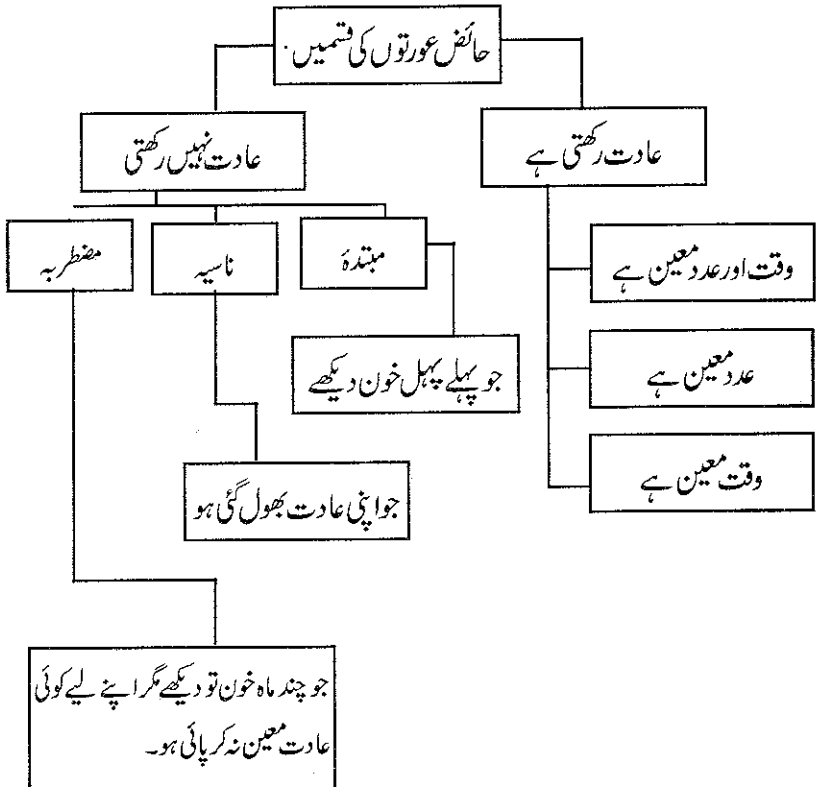 حائض عورتوں کی قسمیں
عادت رکھتی ہے
عادت نہیں رکھتی
وقت اور عدد معین ہے
عدد معین ہے
وقت معین ہے
مبتدۂ
ناسیہ
مضطربہ
جو پہلے پہل خون دیکھے
جو اپنی عادت بھول گئی ہو
جو چند ماہ خون تو دیکھے مگر اپنے لیے کوئی
عادت معین نہ کر پائی ہو۔